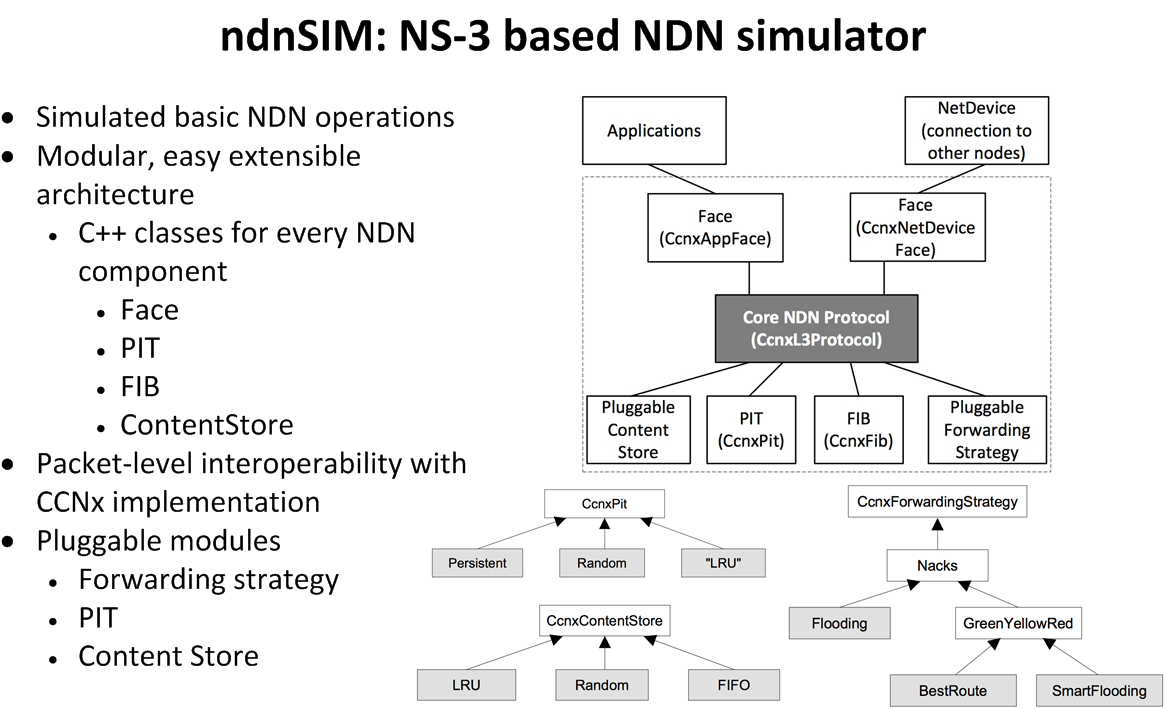 ndnSIM: NS-3 based NDN simulator
• Simulated basic NDN operations
• Modular, easy extensible
architecture
• C++ classes for every NDN
component
• Face
• PIT
• FIB
• ContentStore
• Packet-level interoperability with
CCNx implementation
• Pluggable modules
• Forwarding strategy
• PIT
• Content Store
Applications
NetDevice
(connection to
other nodes)
Face
(CcnxAppFace)
Face
(CcnxNetDevice
Face)
Core NDN Protocol
(CcnxL3Protocol)
Pluggable
Content
Store
PIT
(CcnxPit)
FIB
(CcnxFib)
Pluggable
Forwarding
Strategy
CcnxPit
Persistent
Random
"LRU"
CcnxContentStore
LRU
Random
FIFO
CcnxForwardingStrategy
Nacks
Flooding
GreenYellowRed
BestRoute
SmartFlooding